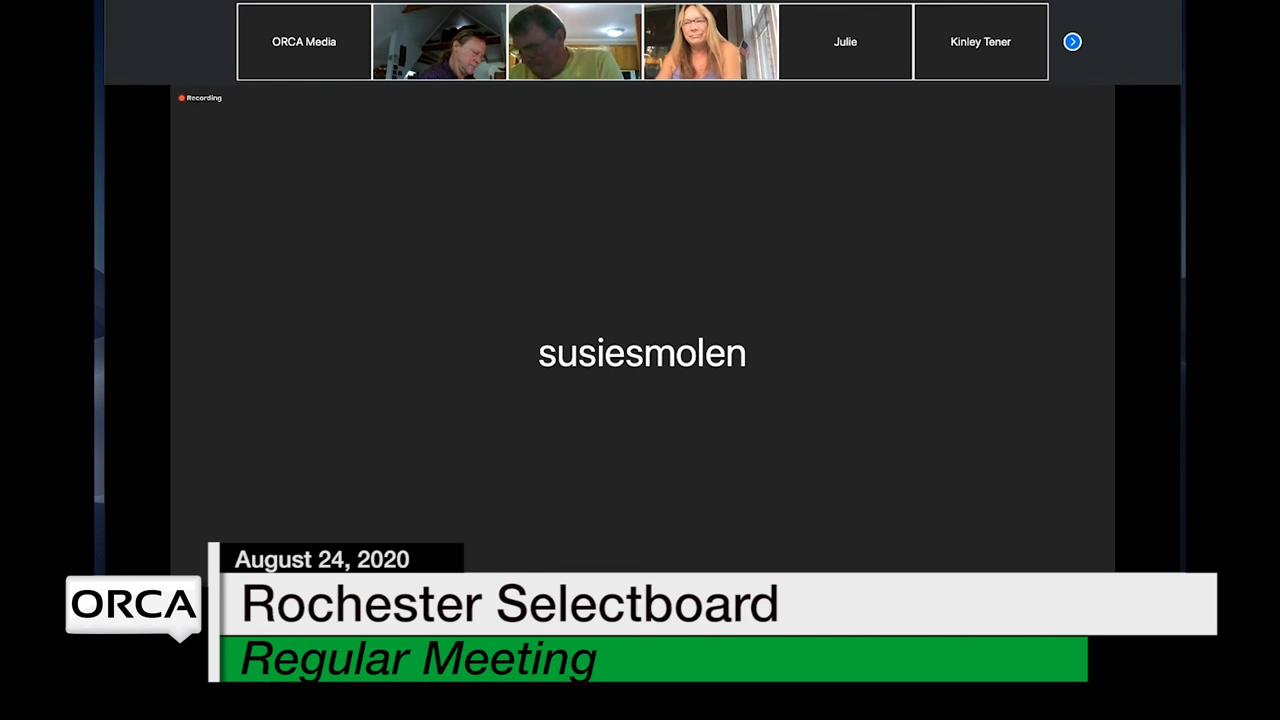 ORCA Media
Julie
Kinley Tener
Recording
susiesmolen
August 24, 2020
ORCA
Rochester Selectboard
Regular Meeting